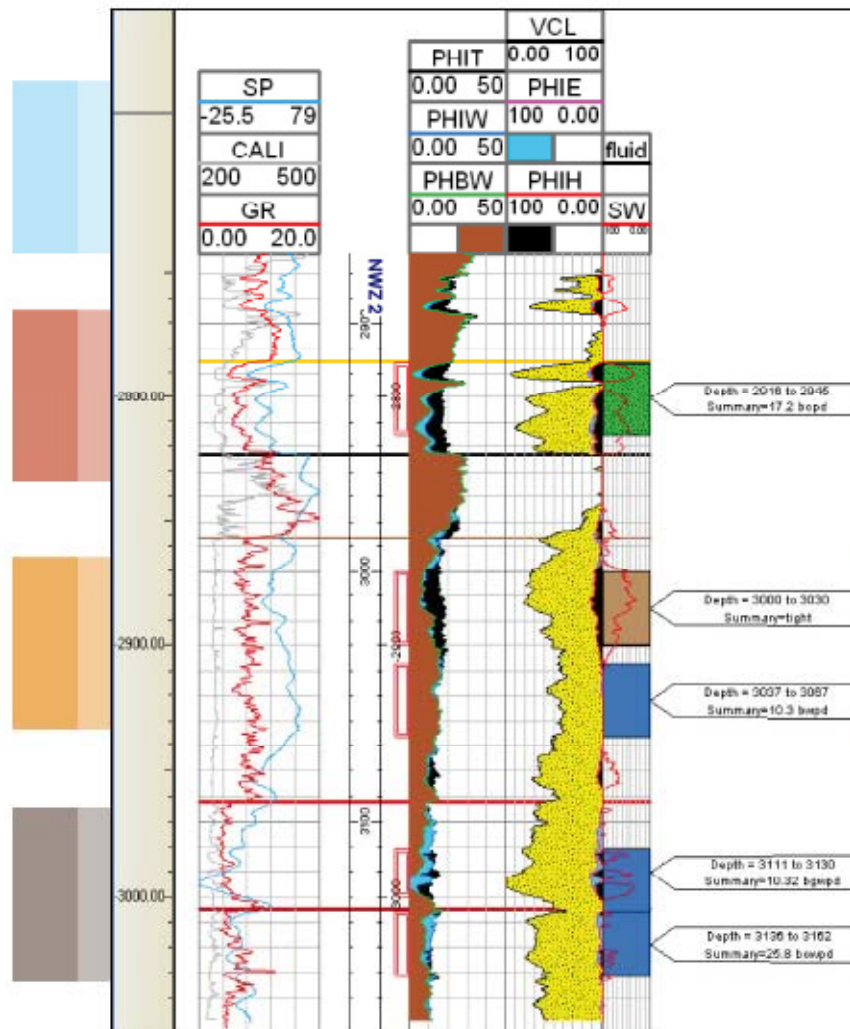 VCL
PHIT 0.00 100
0.00 50 PHIE
SP 100 0.00
-25.5 79 PHIW
CALI 0.00 50 fluid
200 500 PHBW PHIH
GR 0.00 50 100 0.00 SW
0.00 20.0 100 0.00
NWZ 2
-2800.00
Depth = 2916 to 2945
Summary=17.2 bopd
3000
Depth = 3000 to 3030
Summary=tight
-2900.00
Depth = 3037 to 3067
Summary=10.3 bwpd
3100
Depth = 3111 to 3130
Summary=10.32 bgwpd
-3000.00
-3000
Depth = 3136 to 3162
Summary=25.8 bowpd